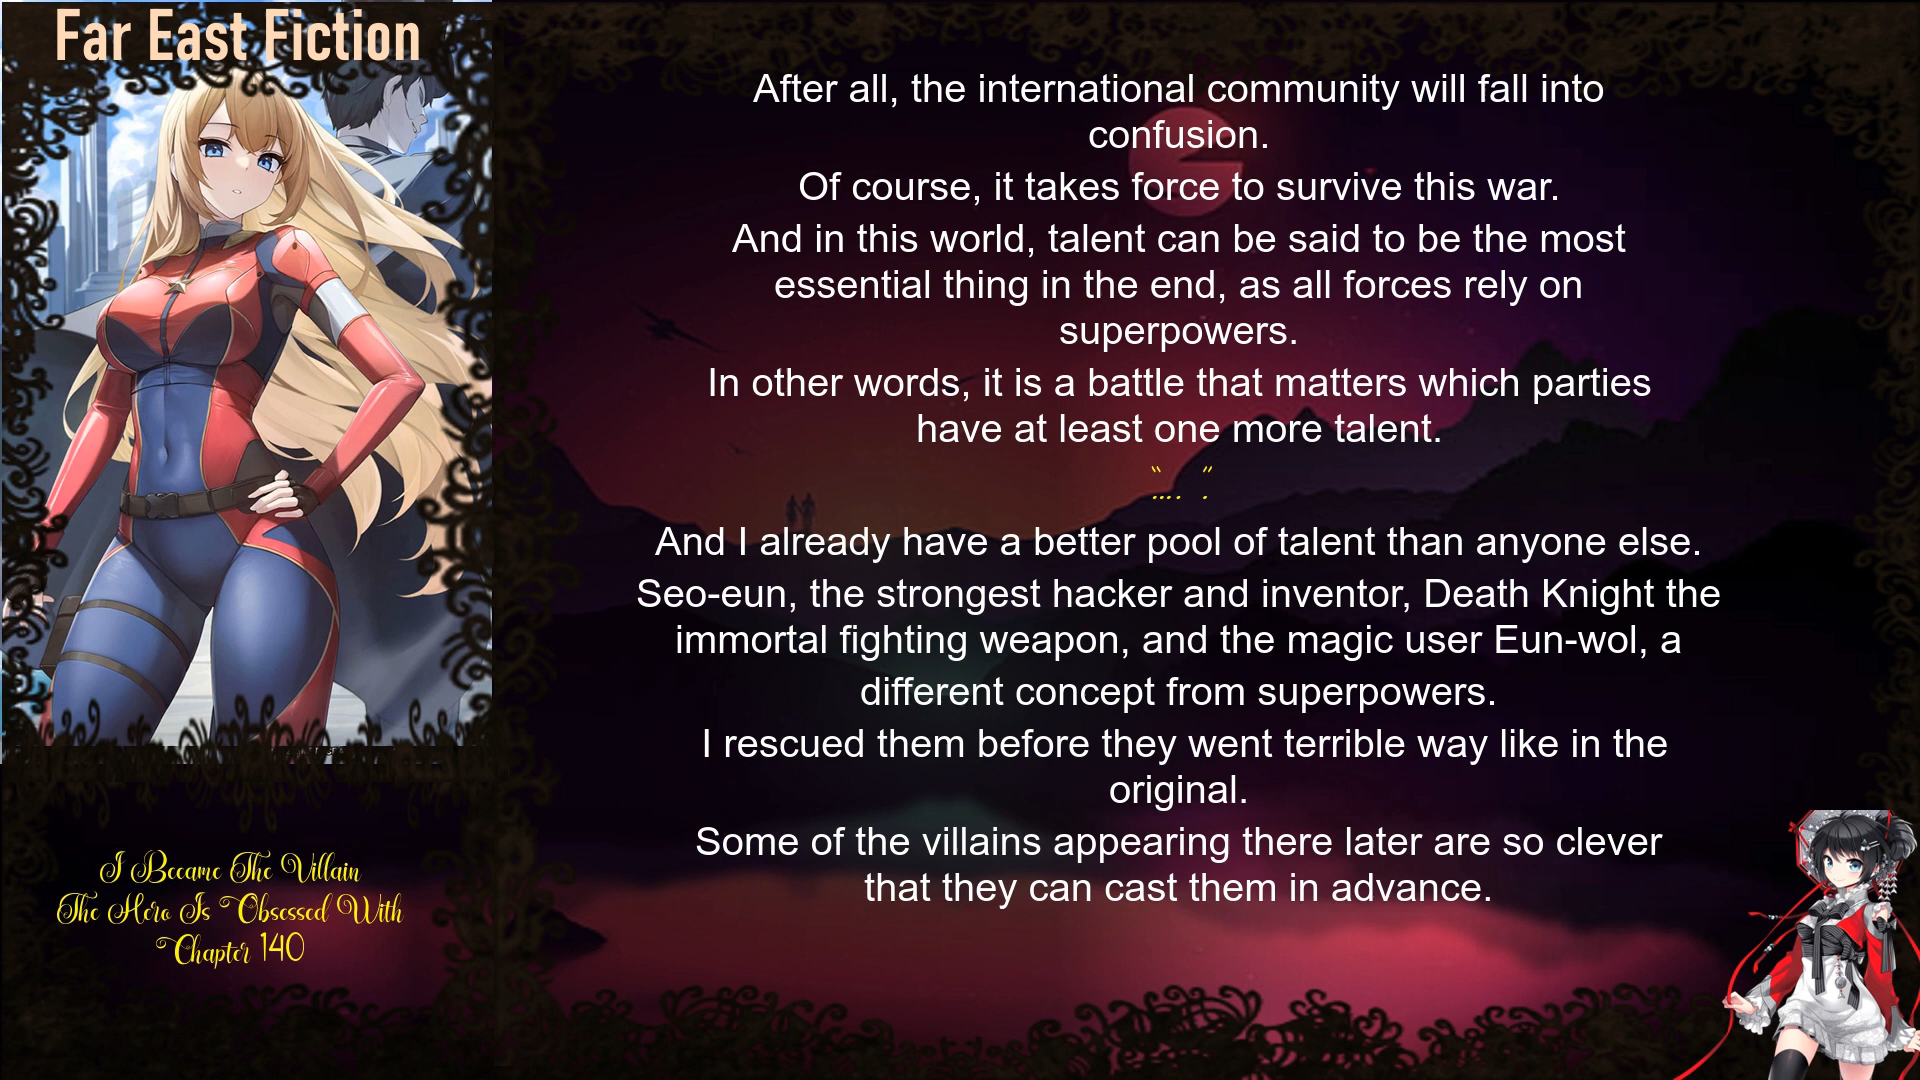 Far East Fiction
After all, the international community will fall into
confusion.
Of course, it takes force to survive this war.
And in this world, talent can be said to be the most
essential thing in the end, as all forces rely on
superpowers.
In other words, it is a battle that matters which parties
have at least one more talent.
“…. .”
And I already have a better pool of talent than anyone else.
Seo-eun, the strongest hacker and inventor, Death Knight the
immortal fighting weapon, and the magic user Eun-wol, a
different concept from superpowers.
I rescued them before they went terrible way like in the
original.
Some of the villains appearing there later are so clever
that they can cast them in advance.
I Became The Villain
The Hero Is Obsessed With
Chapter 140